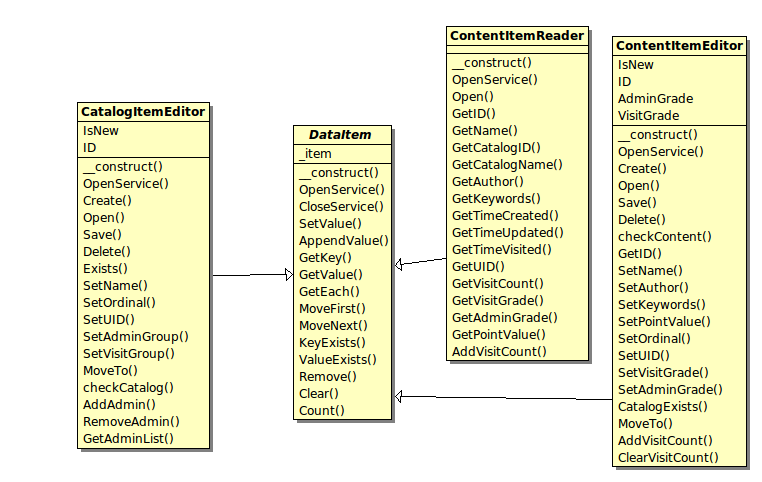 CatalogItemEditor
IsNew
ID
__construct()
OpenService()
Create()
Open()
Save()
Delete()
Exists()
SetName()
SetOrdinal()
SetUID()
SetAdminGroup()
SetVisitGroup()
MoveTo()
checkCatalog()
AddAdmin()
RemoveAdmin()
GetAdminList()
DataItem
_item
__construct()
OpenService()
CloseService()
SetValue()
AppendValue()
GetKey()
GetValue()
GetEach()
MoveFirst()
MoveNext()
KeyExists()
ValueExists()
Remove()
Clear()
Count()
ContentItemReader
__construct()
OpenService()
Open()
GetID()
GetName()
GetCatalogID()
GetCatalogName()
GetAuthor()
GetKeywords()
GetTimeCreated()
GetTimeUpdated()
GetTimeVisited()
GetUID()
GetVisitCount()
GetVisitGrade()
GetAdminGrade()
GetPointValue()
AddVisitCount()
ContentItemEditor
IsNew
ID
AdminGrade
VisitGrade
__construct()
OpenService()
Create()
Open()
Save()
Delete()
checkContent()
GetID()
SetName()
SetAuthor()
SetKeywords()
SetPointValue()
SetOrdinal()
SetUID()
SetVisitGrade()
SetAdminGrade()
CatalogExists()
MoveTo()
AddVisitCount()
ClearVisitCount()